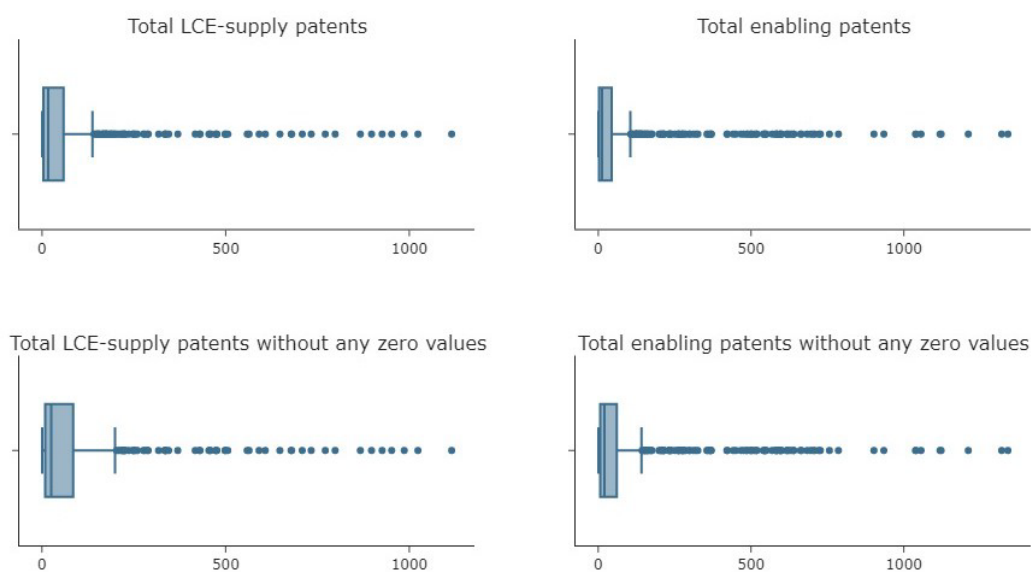 Total LCE-supply patents
0 500 1000
Total enabling patents
0 500 1000
Total LCE-supply patents without any zero values
0 500 1000
Total enabling patents without any zero values
0 500 1000